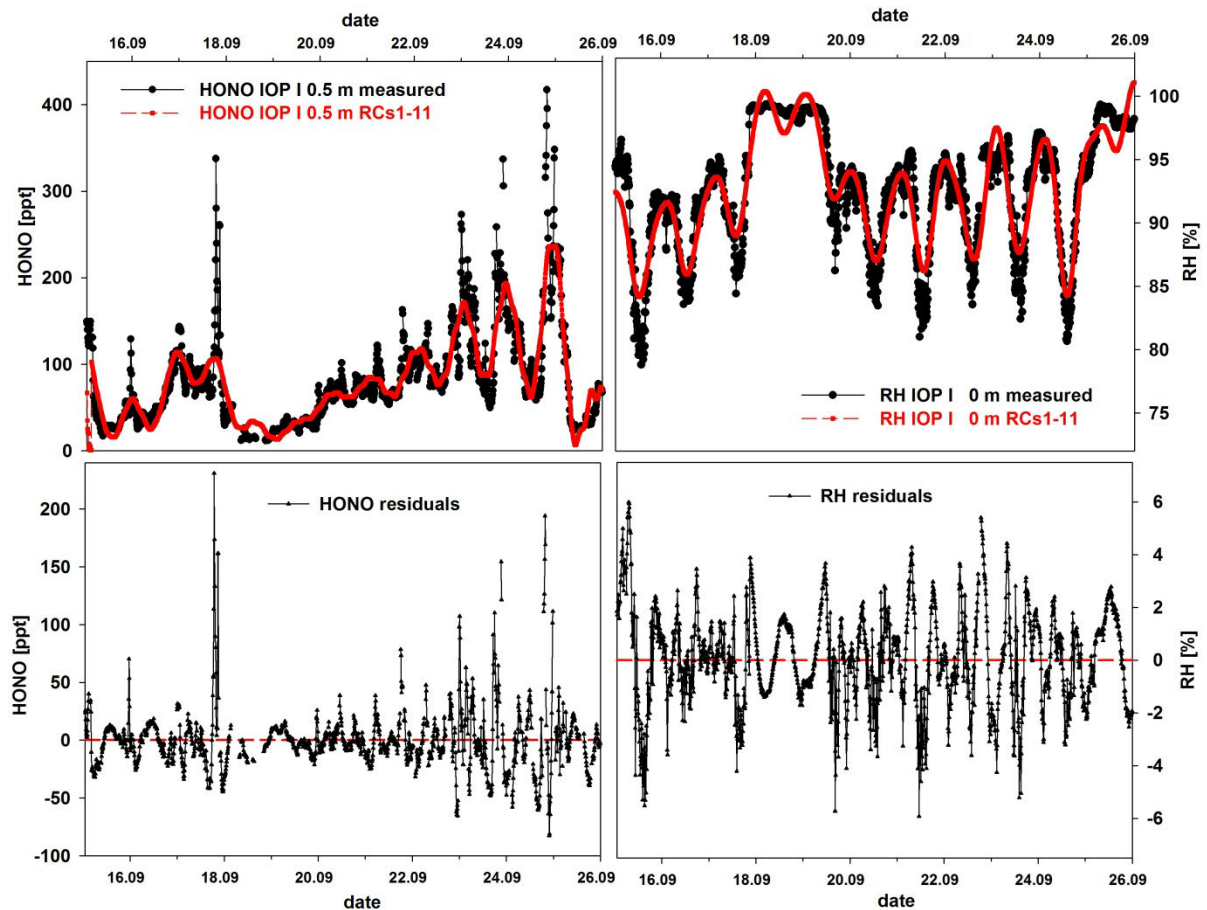 date
16.09 18.09 20.09 22.09 24.09 26.09
HONO [ppt]
400
300
200
100
0
HONO IOP I 0.5 m measured
HONO IOP I 0.5 m RCs1-11
date
16.09 18.09 20.09 22.09 24.09 26.09
RH IOP I 0 m measured
RH IOP I 0 m RCs1-11
100
95
90
85
80
75
RH [%]
HONO [ppt]
200
150
100
50
0
-50
-100
HONO residuals
16.09 18.09 20.09 22.09 24.09 26.09
date
RH residuals
6
4
2
0
-2
-4
-6
RH [%]
16.09 18.09 20.09 22.09 24.09 26.09
date